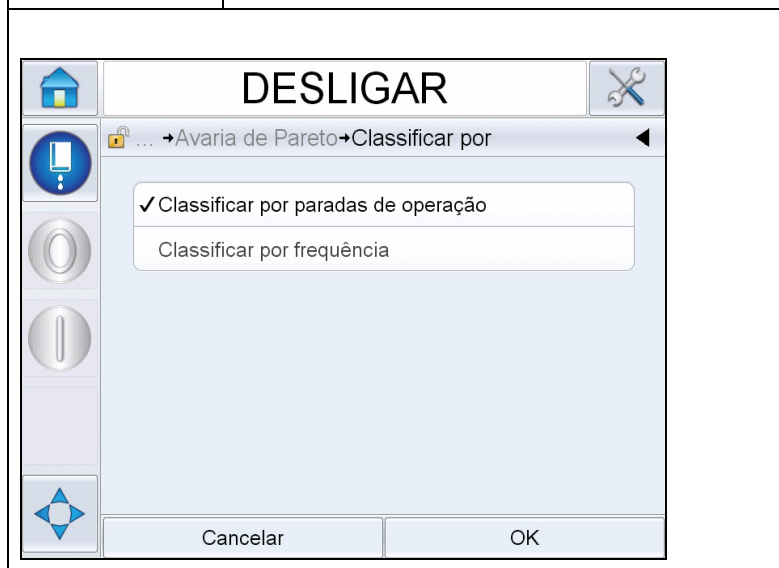 DESLIGAR
... →Avaria de Pareto→Classificar por
✓Classificar por paradas de operação
Classificar por frequência
Cancelar
OK